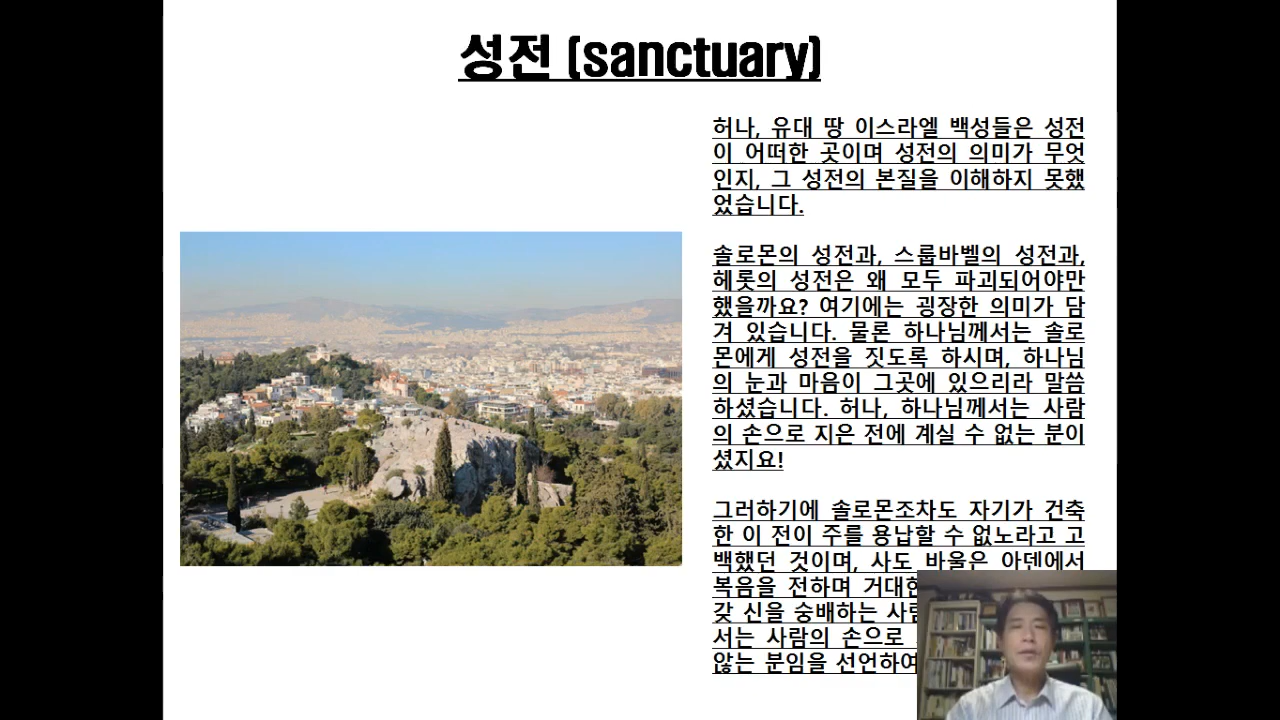 성전 (sanctuary)
허나, 유대 땅 이스라엘 백성들은 성전
이 어떠한 곳이며 성전의 의미가 무엇
인지, 그 성전의 본질을 이해하지 못했
었습니다.
솔로몬의 성전과, 스룹바벨의 성전과,
헤롯의 성전은 왜 모두 파괴되어야만
했을까요? 여기에는 굉장한 의미가 담
겨 있습니다. 물론 하나님께서는 솔로
몬에게 성전을 짓도록 하시며, 하나님
의 눈과 마음이 그곳에 있으리라 말씀
하셨습니다. 허나, 하나님께서는 사람
의 손으로 지은 전에 계실 수 없는 분이
셨지요!
그러하기에 솔로몬조차도 자기가 건축
한 이 전이 주를 용납할 수 없노라고 고
백했던 것이며, 사도 바울은 아덴에서
복음을 전하며 거대한
갖 신을 숭배하는
서는 사람의 손으로
않는 분임을 선언하여